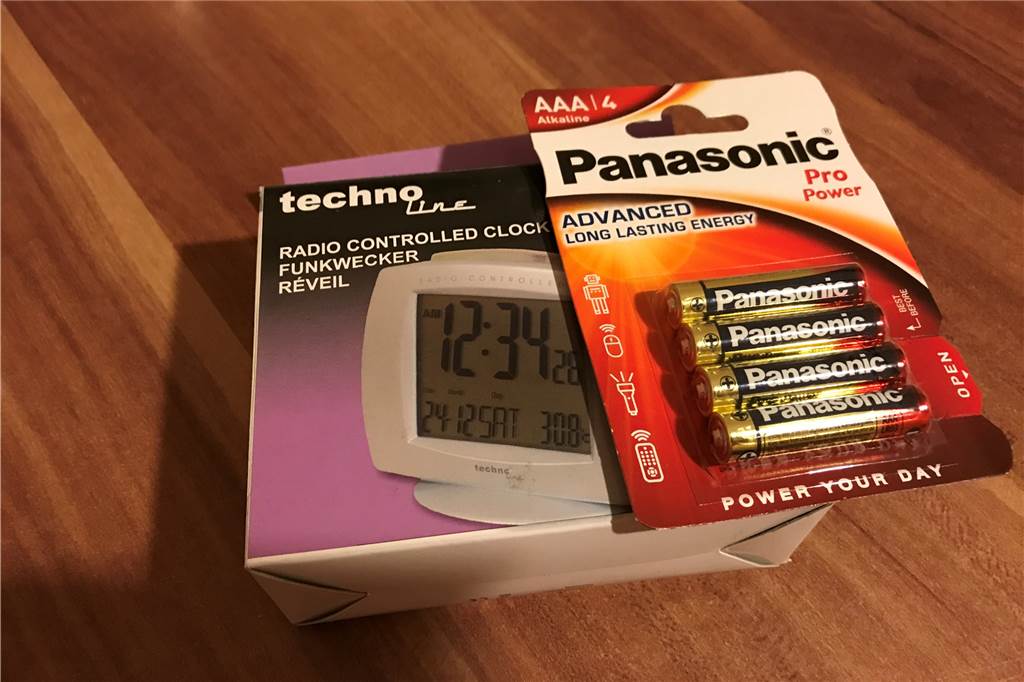 techno
line
RADIO CONTROLLED CLOCK
FUNKWECKER
RÉVEIL
RADIO CONTROLLE
AM 12:34 28
24 12 SAT 30.8 c
techno
line
AAA | 4
Alkaline
Panasonic®
Pro
Power
ADVANCED
LONG LASTING ENERGY
Panasonic
Panasonic
Panasonic
Panasonic
BEST
BEFORE
OPEN
POWER YOUR DAY